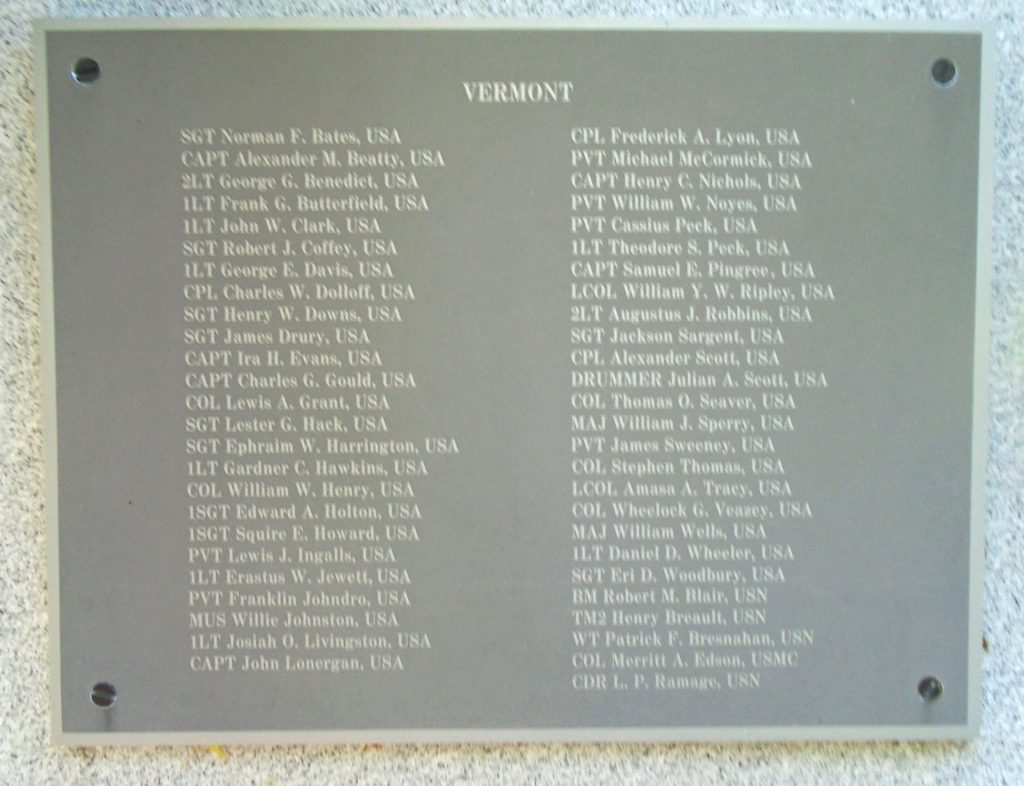 VERMONT
SGT Norman F. Bates, USA
CAPT Alexander M. Beatty, USA
2LT George G. Benedict, USA
1LT Frank G. Butterfield, USA
1LT John W. Clark, USA
SGT Robert J. Coffey, USA
1LT George E. Davis, USA
CPL Charles W. Dolloff, USA
SGT Henry W. Downs, USA
SGT James Drury, USA
CAPT Ira H. Evans, USA
CAPT Charles G. Gould, USA
COL Lewis A. Grant, USA
SGT Lester G. Hack, USA
SGT Ephraim W. Harrington, USA
1LT Gardner C. Hawkins, USA
COL William W. Henry, USA
1SGT Edward A. Holton, USA
1SGT Squire E. Howard, USA
PVT Lewis J. Ingalls, USA
1LT Erastus W. Jewett, USA
PVT Franklin Johndro, USA
MUS Willie Johnston, USA
1LT Josiah O. Livingston, USA
CAPT John Lonergan, USA
CPL Frederick A. Lyon, USA
PVT Michael McCormick, USA
CAPT Henry C. Nichols, USA
PVT William W. Noyes, USA
PVT Cassius Peck, USA
1LT Theodore S. Peck, USA
CAPT Samuel E. Pingree, USA
LCOL William Y. W. Ripley, USA
2LT Augustus J. Robbins, USA
SGT Jackson Sargent, USA
CPL Alexander Scott, USA
DRUMMER Julian A. Scott, USA
COL Thomas O. Seaver, USA
MAJ William J. Sperry, USA
PVT James Sweeney, USA
COL Stephen Thomas, USA
LCOL Amasa A. Tracy, USA
COL Wheelock G. Veazey, USA
MAJ William Wells, USA
1LT Daniel D. Wheeler, USA
SGT Eri D. Woodbury, USA
BM Robert M. Blair, USN
TM2 Henry Breault, USN
WT Patrick F. Bresnahan, USN
COL Merritt A. Edson, USMC
CDR L. P. Ramage, USN